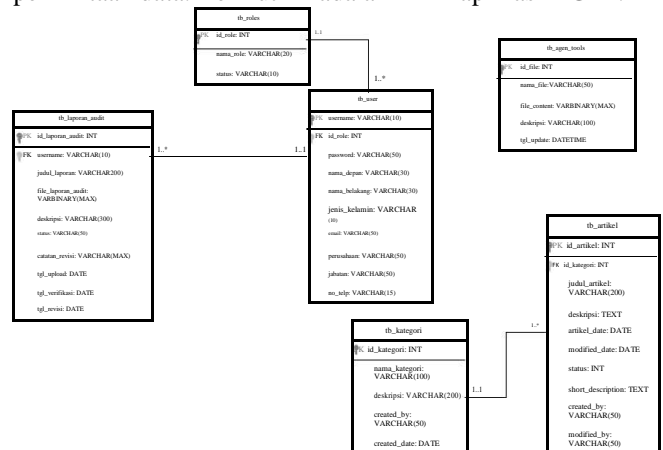 tb_roles
PK id_role: INT
nama_role: VARCHAR(20)
status: VARCHAR(10)
1..1
1..*
tb_agen_tools
PK id_file: INT
nama_file:VARCHAR(50)
file_content: VARBINARY(MAX)
deskripsi: VARCHAR(100)
tgl_update: DATETIME
tb_user
PK username: VARCHAR(10)
FK id_role: INT
password: VARCHAR(50)
nama_depan: VARCHAR(30)
nama_belakang: VARCHAR(30)
jenis_kelamin: VARCHAR
(10)
email: VARCHAR(50)
perusahaan: VARCHAR(50)
jabatan: VARCHAR(50)
no_telp: VARCHAR(15)
tb_laporan_audit
PK id_laporan_audit: INT
FK username: VARCHAR(10)
judul_laporan: VARCHAR200)
file_laporan_audit:
VARBINARY(MAX)
deskripsi: VARCHAR(300)
status: VARCHAR(50)
catatan_revisi: VARCHAR(MAX)
tgl_upload: DATE
tgl_verifikasi: DATE
tgl_revisi: DATE
1..*
1..1
tb_artikel
PK id_artikel: INT
FK id_kategori: INT
judul_artikel:
VARCHAR(200)
deskripsi: TEXT
artikel_date: DATE
modified_date: DATE
status: INT
short_description: TEXT
created_by:
VARCHAR(50)
modified_by:
VARCHAR(50)
tb_kategori
PK id_kategori: INT
nama_kategori:
VARCHAR(100)
deskripsi: VARCHAR(200)
created_by:
VARCHAR(50)
created_date: DATE
1..*
1..1